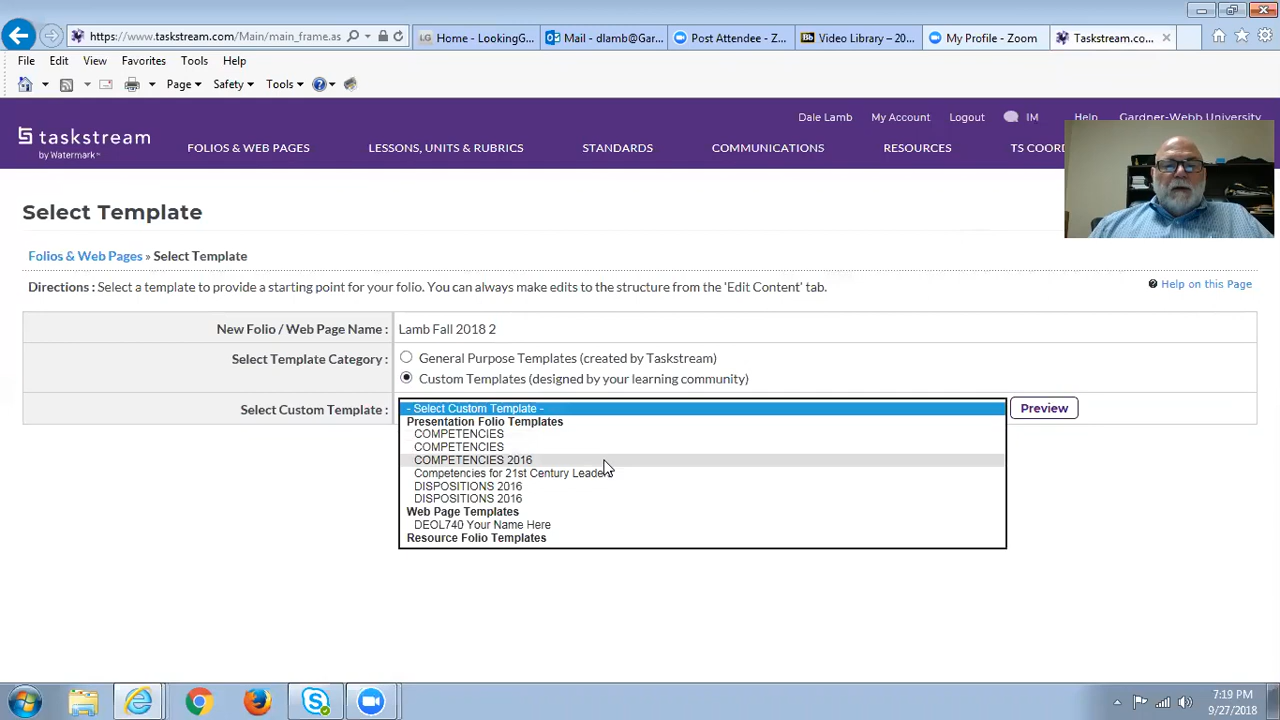 https://www.taskstream.com/Main/main_frame.as
Home - LookingG...
Mail - dlamb@Gar...
Post Attendee - Z...
Bb Video Library – 20...
My Profile - Zoom
Taskstream.co...
File Edit View Favorites Tools Help
Page Safety Tools
Dale Lamb My Account Logout IM Help Gardner-Webb University
taskstream
by Watermark™
FOLIOS & WEB PAGES LESSONS, UNITS & RUBRICS STANDARDS COMMUNICATIONS RESOURCES TS COORD
Select Template
Folios & Web Pages » Select Template
Directions : Select a template to provide a starting point for your folio. You can always make edits to the structure from the 'Edit Content' tab.
Help on this Page
New Folio / Web Page Name : Lamb Fall 2018 2
Select Template Category : General Purpose Templates (created by Taskstream)
Custom Templates (designed by your learning community)
Select Custom Template : - Select Custom Template - Preview
Presentation Folio Templates
COMPETENCIES
COMPETENCIES
COMPETENCIES 2016
Competencies for 21st Century Leaders
DISPOSITIONS 2016
DISPOSITIONS 2016
Web Page Templates
DEOL740 Your Name Here
Resource Folio Templates
7:19 PM
9/27/2018